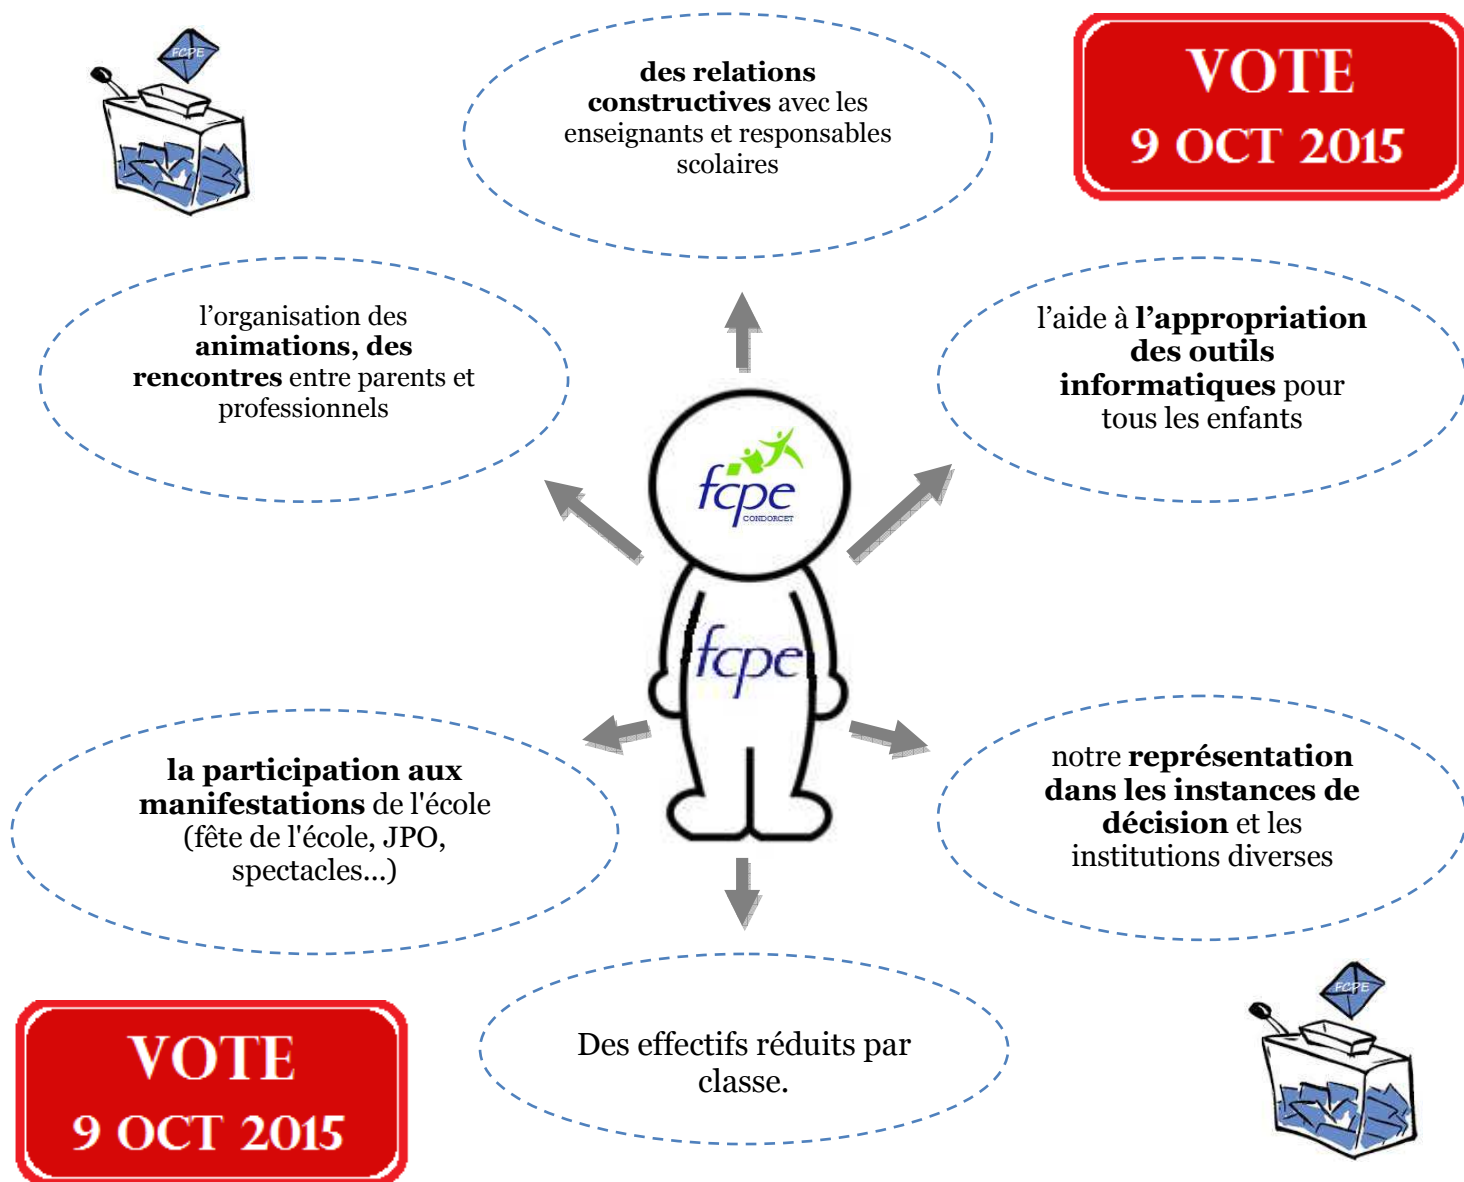 FCPE
des relations
constructives avec les
enseignants et responsables
scolaires
VOTE
9 OCT 2015
l’organisation des
animations, des
rencontres entre parents et
professionnels
l’aide à l’appropriation
des outils
informatiques pour
tous les enfants
fcpe
CONDORCET
fcpe
la participation aux
manifestations de l'école
(fête de l'école, JPO,
spectacles...)
notre représentation
dans les instances de
décision et les
institutions diverses
FCPE
Des effectifs réduits par
classe.
VOTE
9 OCT 2015